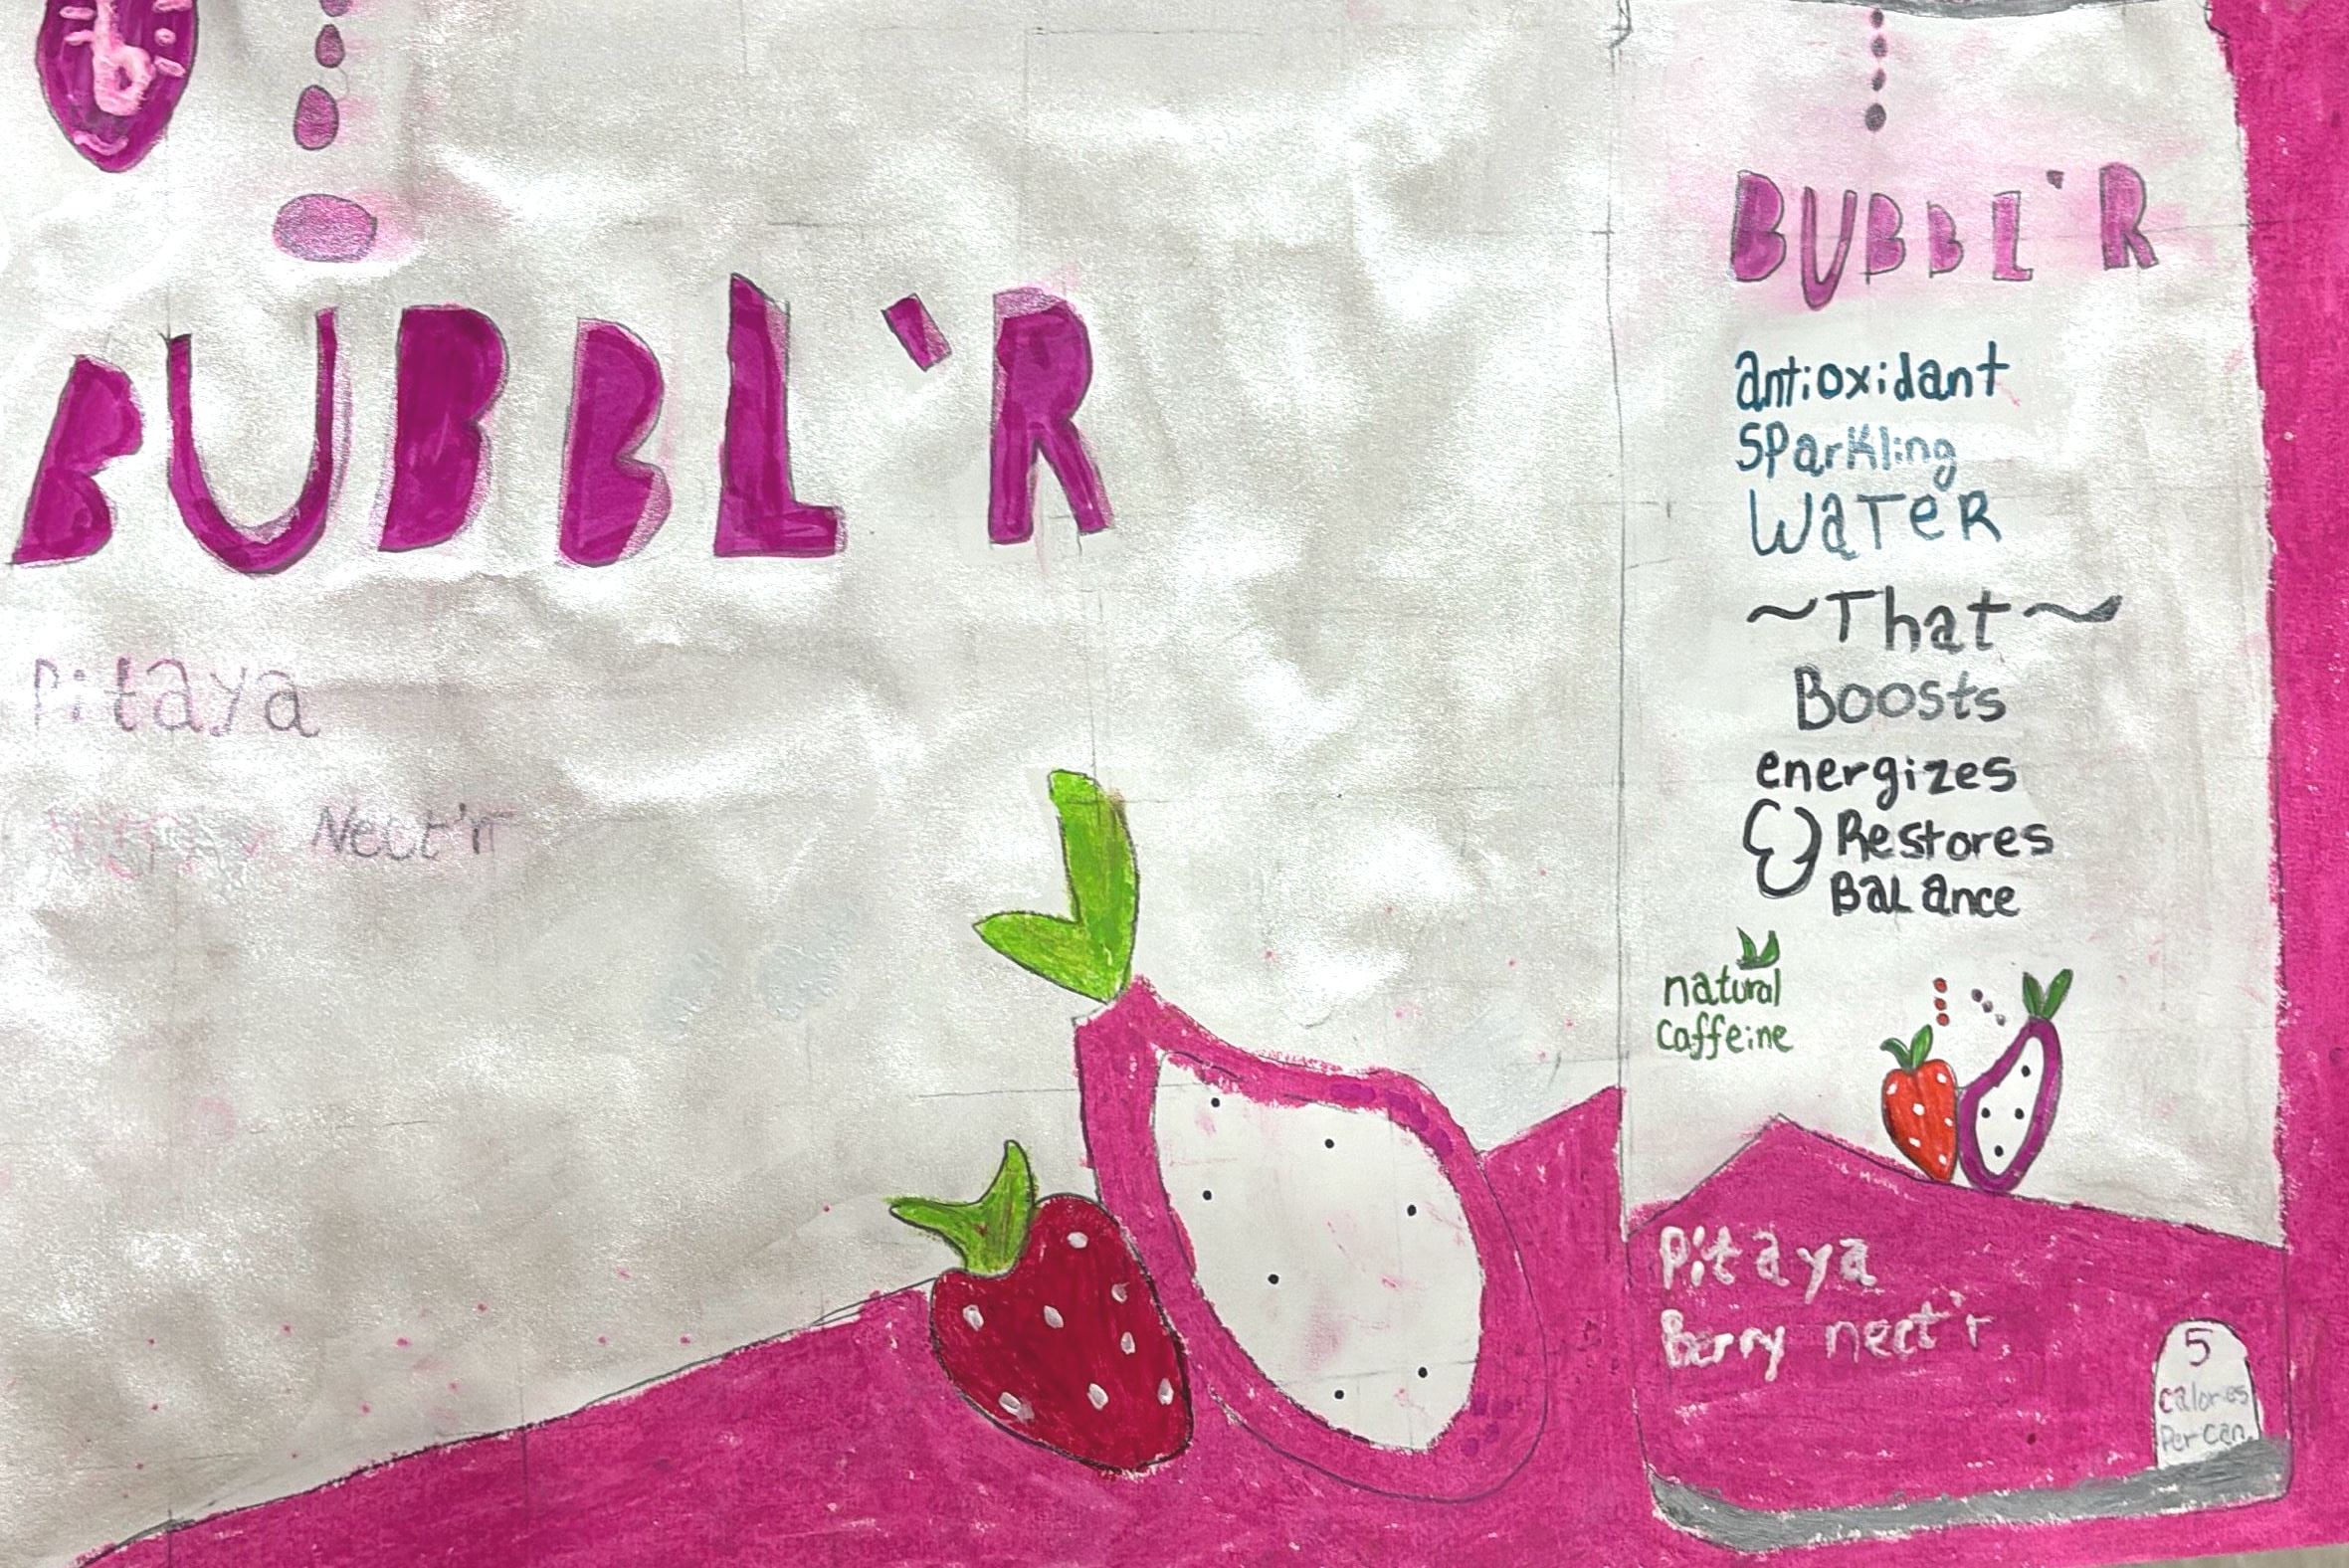 b
BUBBL'R
Pitaya
Nect'r
BUBBL'R
antioxidant
sparkling
WaTeR
~That~
Boosts
energizes
& Restores
BaLance
natural
caffeine
Pitaya
Berry nect'r
5
calories
Per can